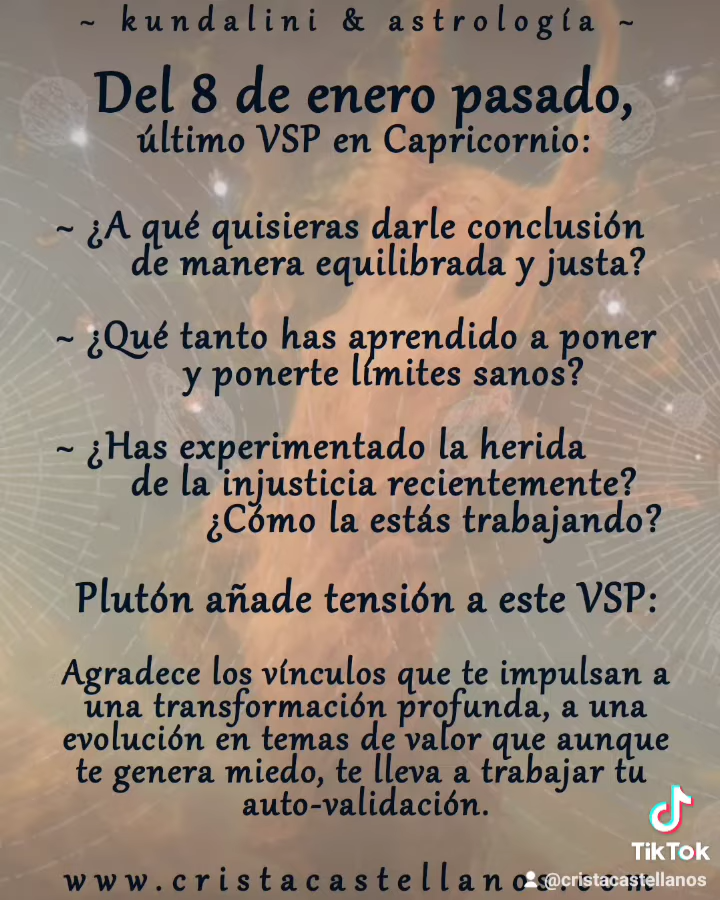 ~ kundalini & astrología ~
Del 8 de enero pasado,
último VSP en Capricornio:
~ ¿A qué quisieras darle conclusión
de manera equilibrada y justa?
~ ¿Qué tanto has aprendido a poner
y ponerte límites sanos?
~ ¿Has experimentado la herida
de la injusticia recientemente?
¿Cómo la estás trabajando?
Plutón añade tensión a este VSP:
Agradece los vínculos que te impulsan a
una transformación profunda, a una
evolución en temas de valor que aunque
te genera miedo, te lleva a trabajar tu
auto-validación.
TikTok
www.cristacastellanos.com
@cristacastellanos